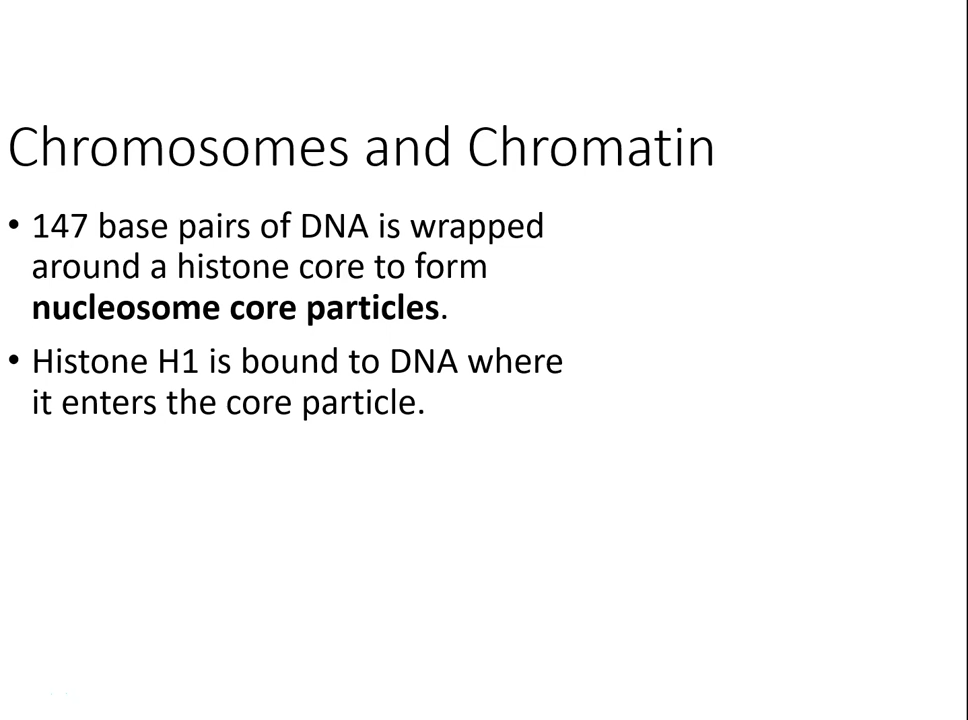 Chromosomes and Chromatin
• 147 base pairs of DNA is wrapped
around a histone core to form
nucleosome core particles.
• Histone H1 is bound to DNA where
it enters the core particle.